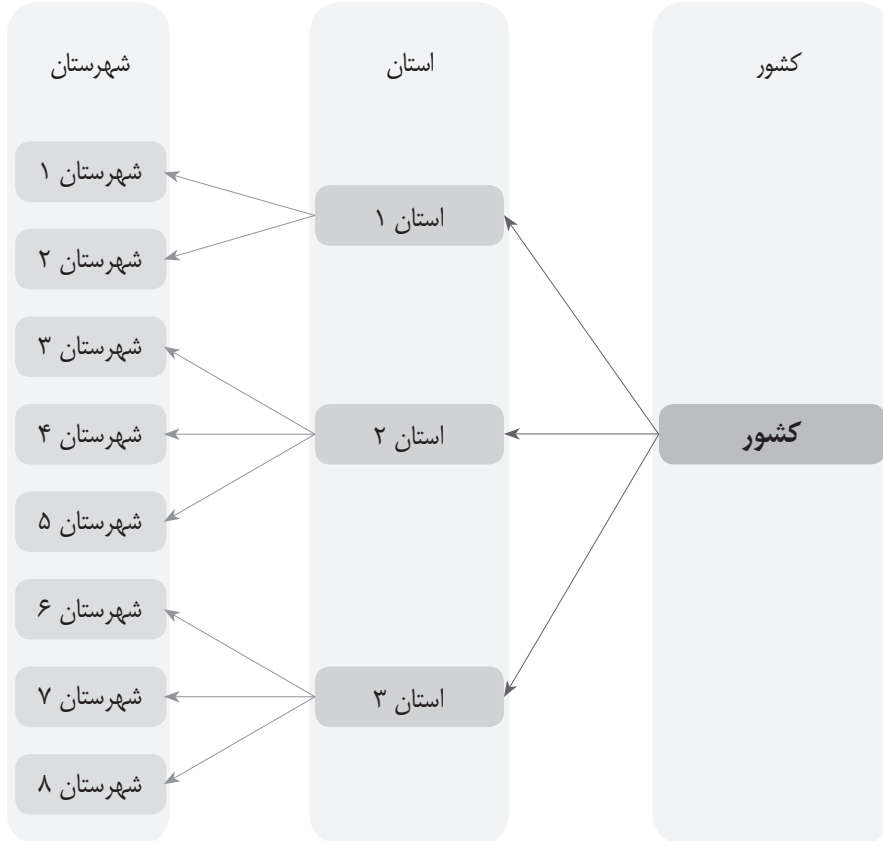 کشور
استان
شهرستان
کشور
استان ۱
استان ۲
استان ۳
شهرستان ۱
شهرستان ۲
شهرستان ۳
شهرستان ۴
شهرستان ۵
شهرستان ۶
شهرستان ۷
شهرستان ۸